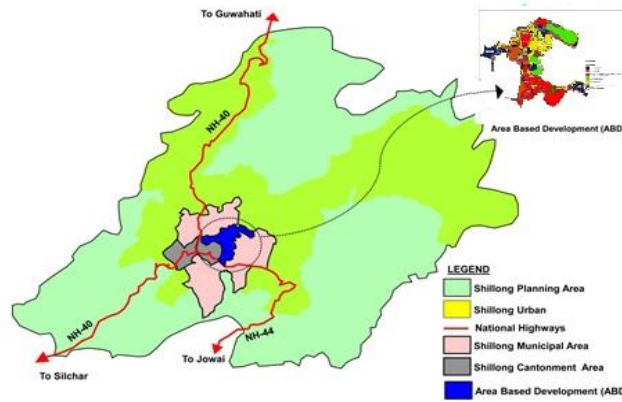 To Guwahati
NH-40
Area Based Development (ABD
LEGEND
Shillong Planning Area
Shillong Urban
National Highways
Shillong Municipal Area
Shillong Cantonment Area
Area Based Development (ABD
NH-40
NH-44
To Jowai
To Silchar